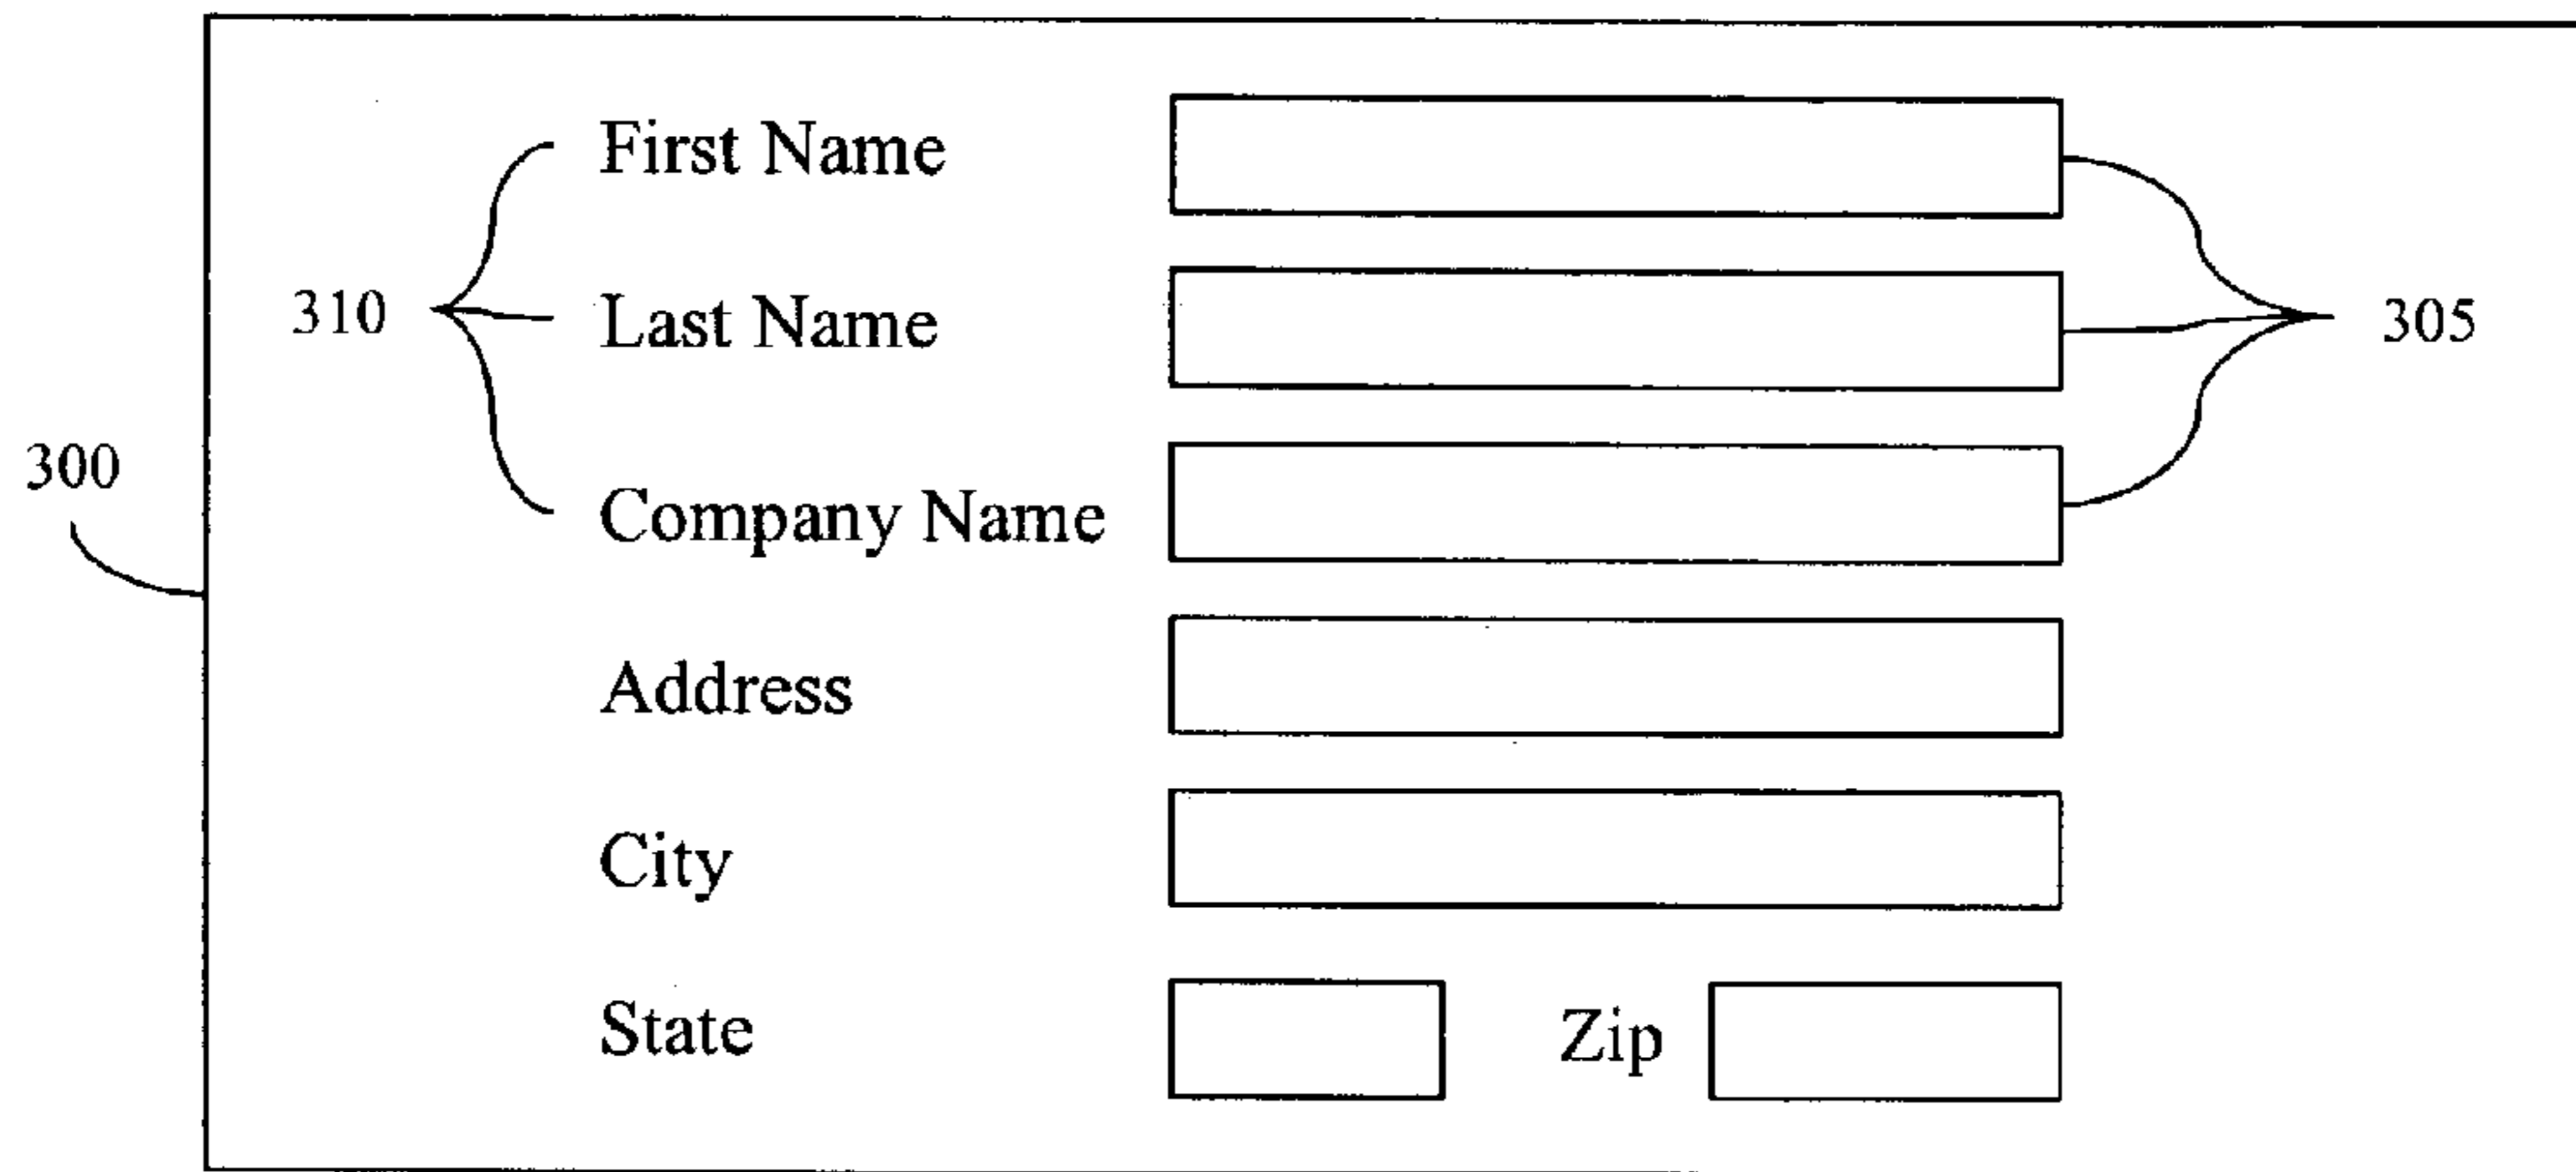 First Name
310 Last Name 305
300
Company Name
Address
City
State Zip